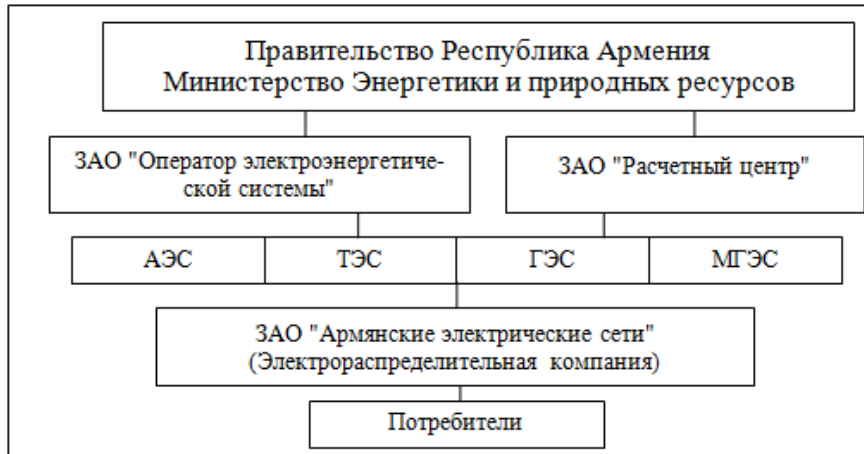 Правительство Республика Армения
Министерство Энергетики и природных ресурсов
ЗАО "Оператор электроэнергетиче-
ской системы"
ЗАО "Расчетный центр"
АЭС
ТЭС
ГЭС
МГЭС
ЗАО "Армянские электрические сети"
(Электрораспределительная компания)
Потребители